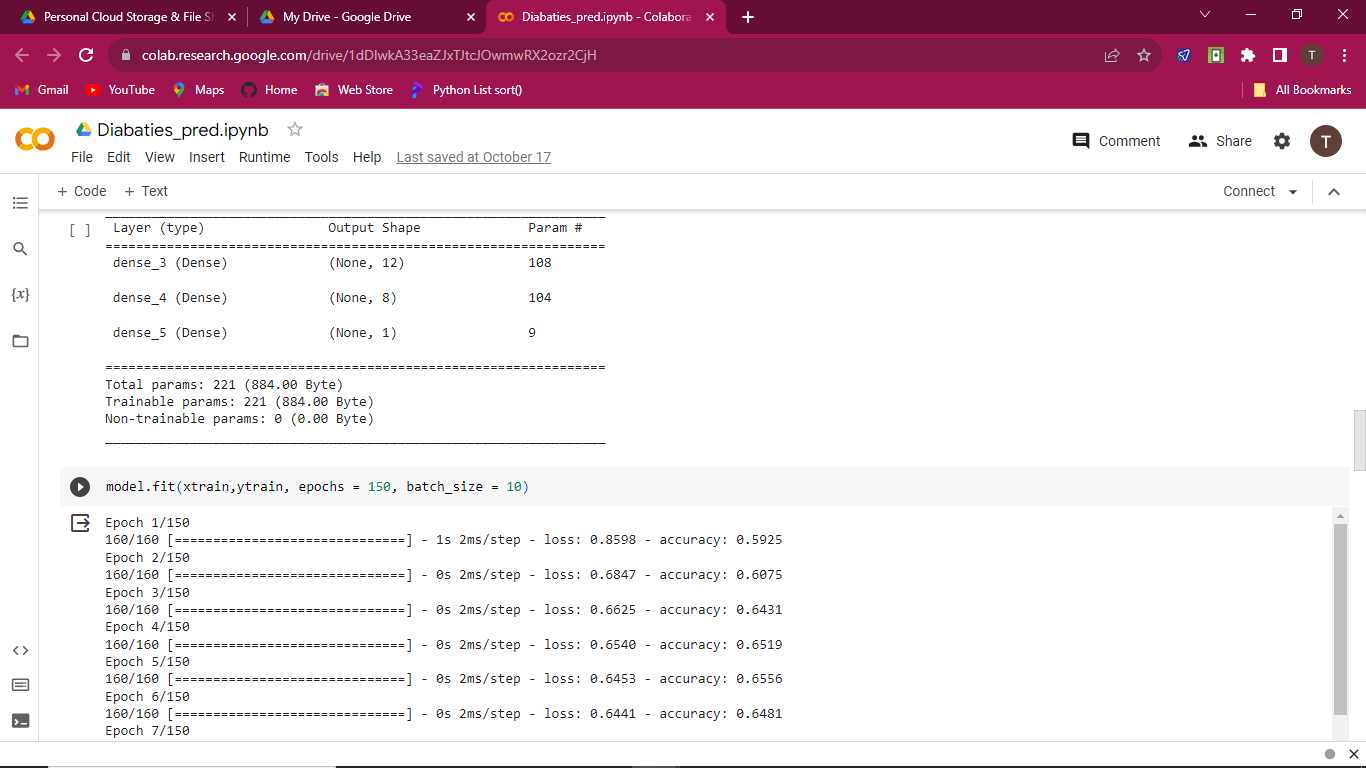 Personal Cloud Storage & File S
My Drive - Google Drive
Diabaties_pred.ipynb - Colabora
colab.research.google.com/drive/1dDIwkA33eaZJxTJtcJOwmwRX2ozr2CjH
T
Gmail
YouTube
Maps
Home
Web Store
Python List sort()
All Bookmarks
Diabaties_pred.ipynb
File Edit View Insert Runtime Tools Help Last saved at October 17
Comment
Share
T
+ Code + Text
Connect
[ ]
Layer (type) Output Shape Param #
=================================================================
dense_3 (Dense) (None, 12) 108
dense_4 (Dense) (None, 8) 104
dense_5 (Dense) (None, 1) 9
=================================================================
Total params: 221 (884.00 Byte)
Trainable params: 221 (884.00 Byte)
Non-trainable params: 0 (0.00 Byte)
{x}
model.fit(xtrain,ytrain, epochs = 150, batch_size = 10)
Epoch 1/150
160/160 [==============================] - 1s 2ms/step - loss: 0.8598 - accuracy: 0.5925
Epoch 2/150
160/160 [==============================] - 0s 2ms/step - loss: 0.6847 - accuracy: 0.6075
Epoch 3/150
160/160 [==============================] - 0s 2ms/step - loss: 0.6625 - accuracy: 0.6431
Epoch 4/150
160/160 [==============================] - 0s 2ms/step - loss: 0.6540 - accuracy: 0.6519
Epoch 5/150
160/160 [==============================] - 0s 2ms/step - loss: 0.6453 - accuracy: 0.6556
Epoch 6/150
160/160 [==============================] - 0s 2ms/step - loss: 0.6441 - accuracy: 0.6481
Epoch 7/150